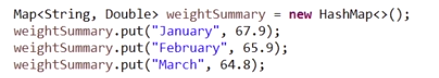 Map<String, Double> weightSummary = new HashMap<>();
weightSummary.put("January", 67.9);
weightSummary.put("February", 65.9);
weightSummary.put("March", 64.8);